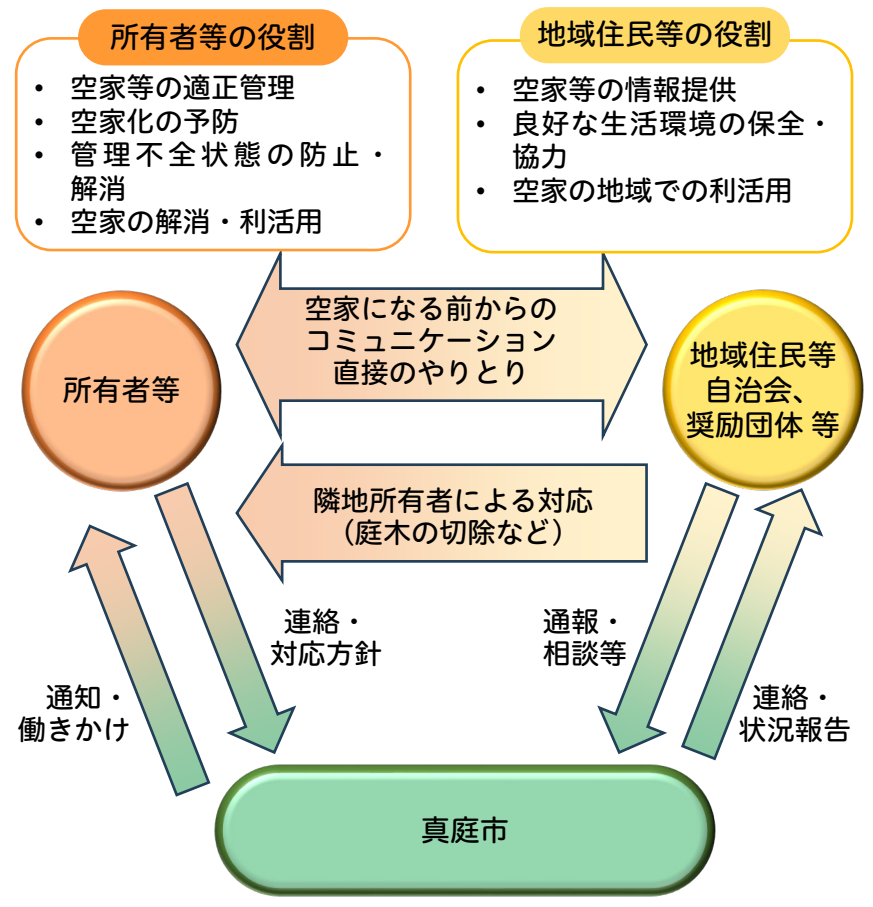 所有者等の役割
• 空家等の適正管理
• 空家化の予防
• 管理不全状態の防止・
解消
• 空家の解消・利活用
地域住民等の役割
• 空家等の情報提供
• 良好な生活環境の保全・
協力
• 空家の地域での利活用
空家になる前からの
コミュニケーション
直接のやりとり
所有者等
地域住民等
自治会、
奨励団体 等
隣地所有者による対応
（庭木の切除など）
連絡・
対応方針
通報・
相談等
通知・
働きかけ
連絡・
状況報告
真庭市